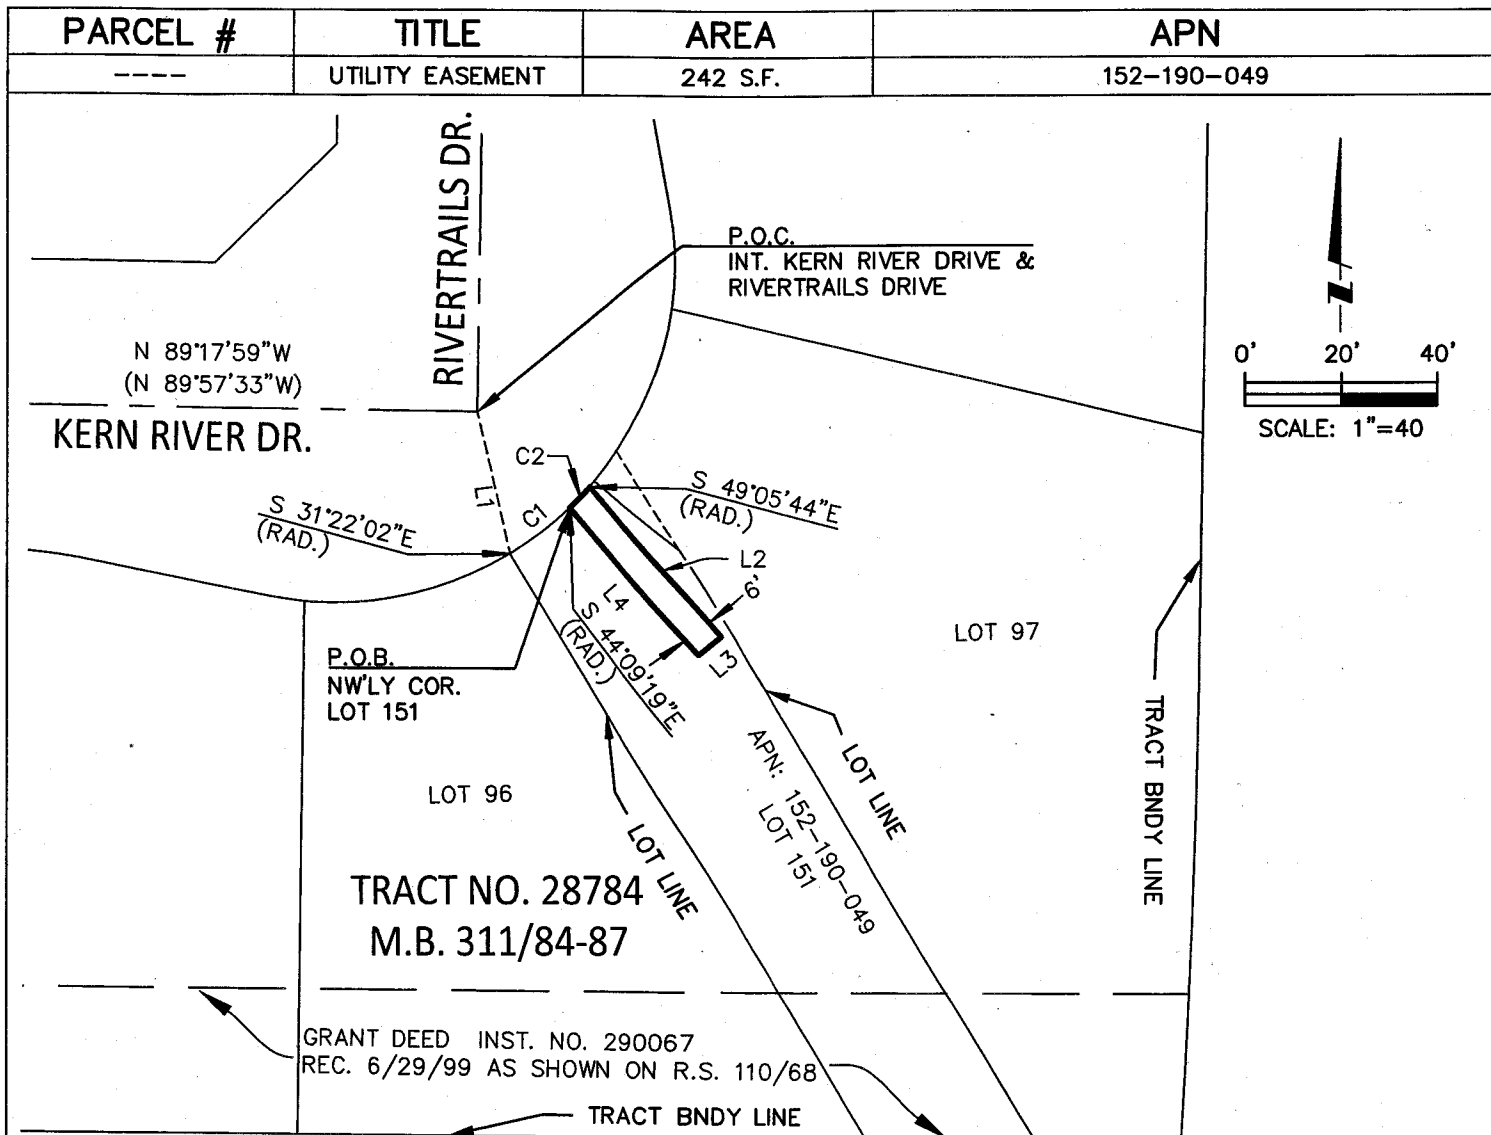 PARCEL # TITLE AREA APN
---- UTILITY EASEMENT 242 S.F. 152-190-049
RIVERTRAILS DR.
P.O.C.
INT. KERN RIVER DRIVE &
RIVERTRAILS DRIVE
N 89°17'59"W
(N 89°57'33"W)
KERN RIVER DR.
N
0' 20' 40'
SCALE: 1"=40
C2
L1
C1
S 31°22'02"E
(RAD.)
S 49°05'44"E
(RAD.)
L2
6'
L4
S 44°09'19"E
(RAD.)
L3
P.O.B.
NW'LY COR.
LOT 151
LOT 97
LOT 96
LOT LINE
LOT LINE
APN: 152-190-049
LOT 151
TRACT BNDY LINE
TRACT NO. 28784
M.B. 311/84-87
GRANT DEED INST. NO. 290067
REC. 6/29/99 AS SHOWN ON R.S. 110/68
TRACT BNDY LINE